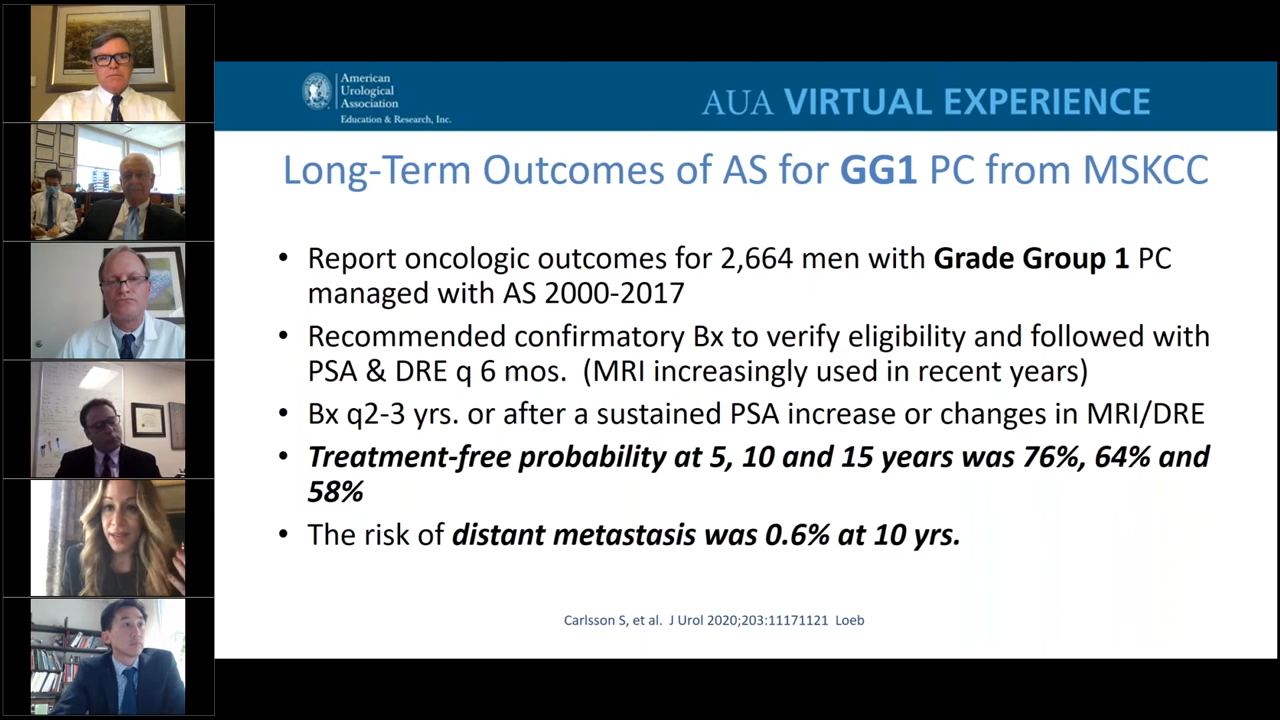 American
Urological
Association
Education & Research, Inc.
AUA VIRTUAL EXPERIENCE
Long-Term Outcomes of AS for GG1 PC from MSKCC
• Report oncologic outcomes for 2,664 men with Grade Group 1 PC
managed with AS 2000-2017
• Recommended confirmatory Bx to verify eligibility and followed with
PSA & DRE q 6 mos. (MRI increasingly used in recent years)
• Bx q2-3 yrs. or after a sustained PSA increase or changes in MRI/DRE
• Treatment-free probability at 5, 10 and 15 years was 76%, 64% and
58%
• The risk of distant metastasis was 0.6% at 10 yrs.
Carlsson S, et al. J Urol 2020;203:11171121 Loeb